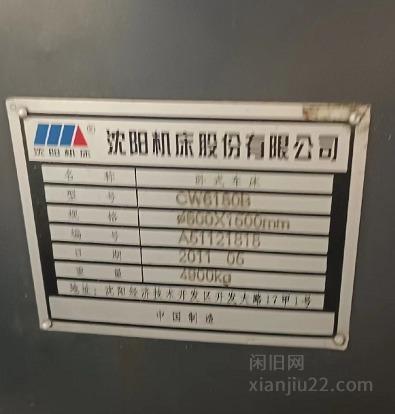 沈阳机床 ® 沈阳机床股份有限公司
名称 卧式车床
型号 CW6180B
规格 ø800X1500mm
编号 A51121818
日期 2011 05
重量 4900kg
地址:沈阳经济技术开发区开发大路17甲1号
中国制造
闲旧网
xianjiu22.com